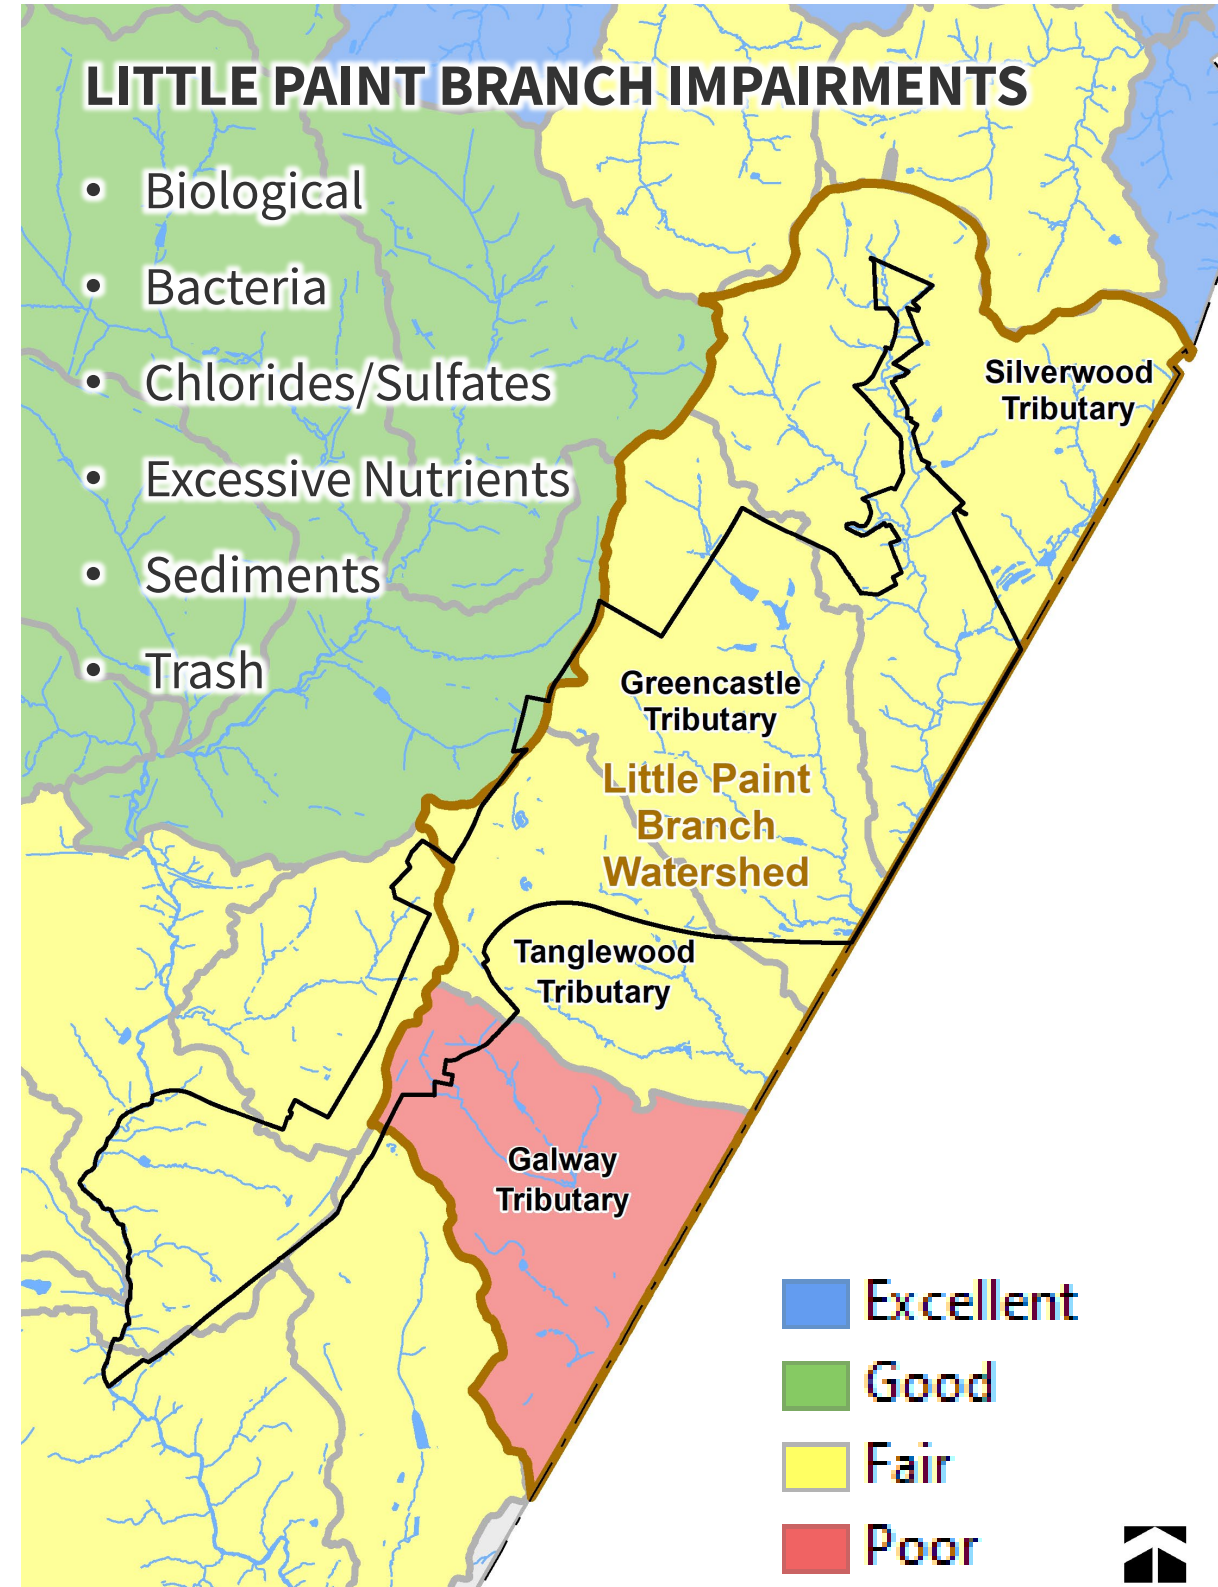 LITTLE PAINT BRANCH IMPAIRMENTS
• Biological
• Bacteria
• Chlorides/Sulfates
• Excessive Nutrients
• Sediments
• Trash
Silverwood
Tributary
Greencastle
Tributary
Little Paint
Branch
Watershed
Tanglewood
Tributary
Galway
Tributary
Excellent
Good
Fair
Poor